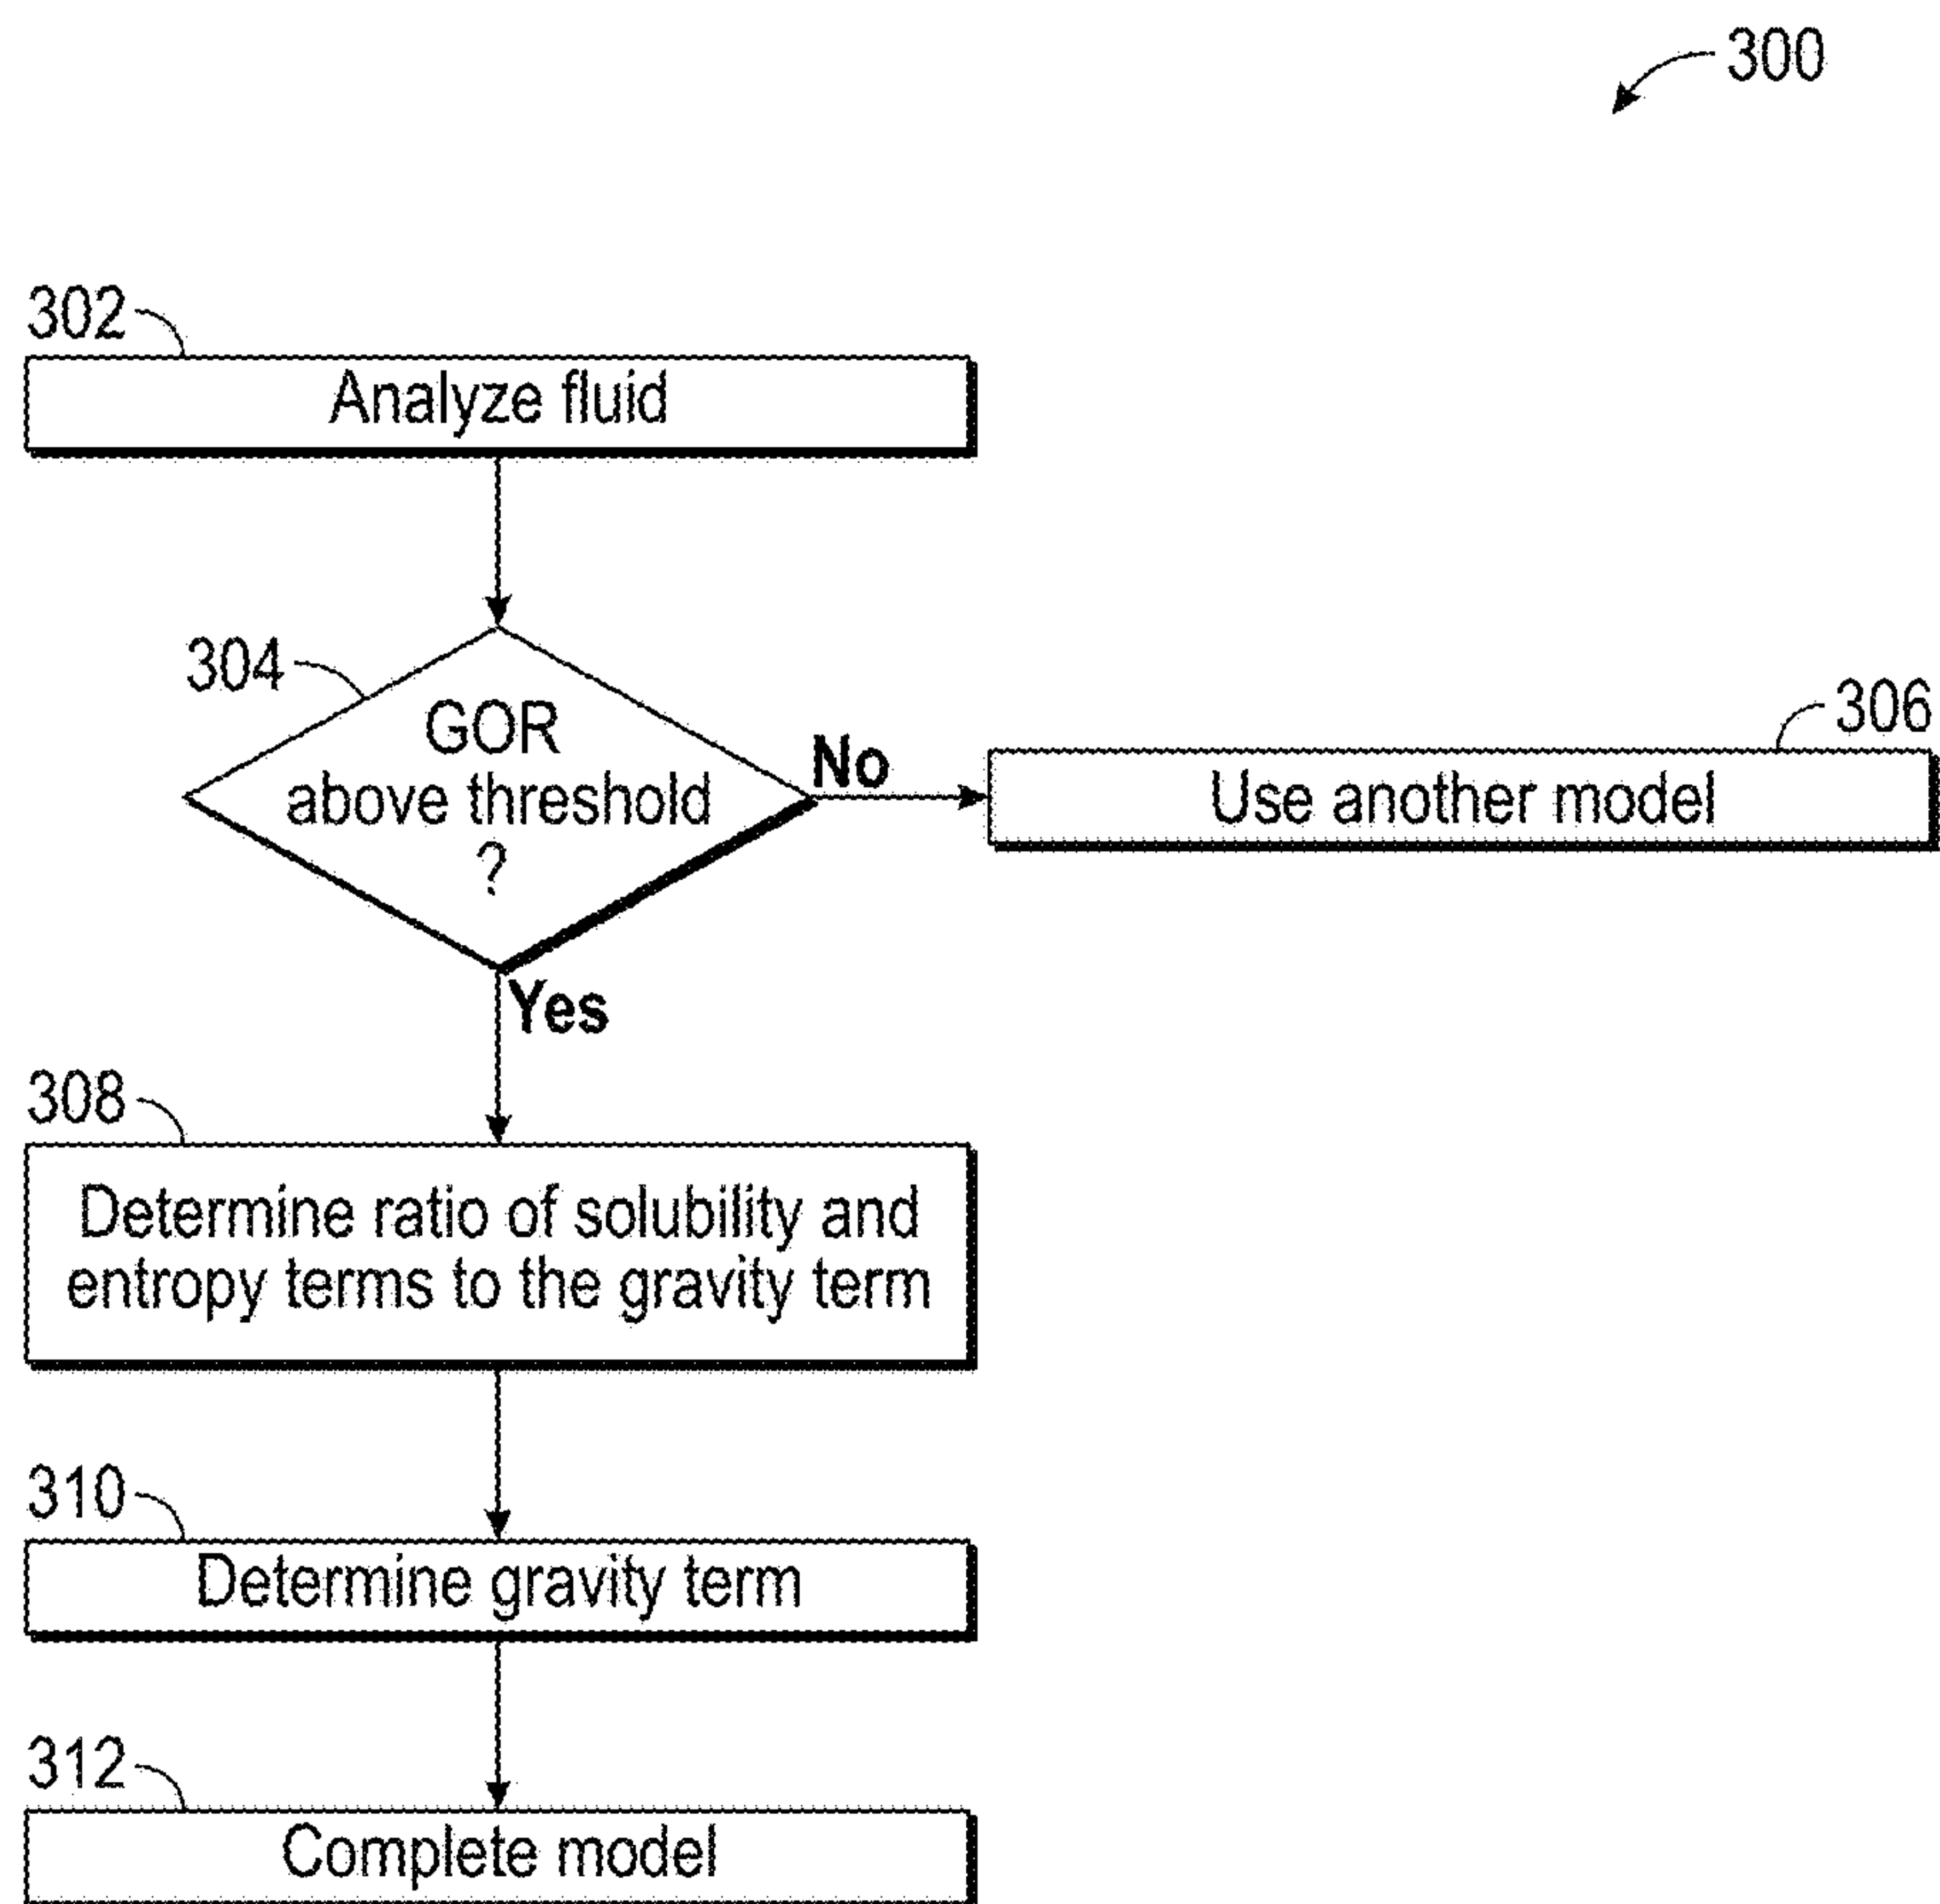 300
302
Analyze fluid
304
GOR
above threshold
?
No
306
Use another model
Yes
308
Determine ratio of solubility and
entropy terms to the gravity term
310
Determine gravity term
312
Complete model